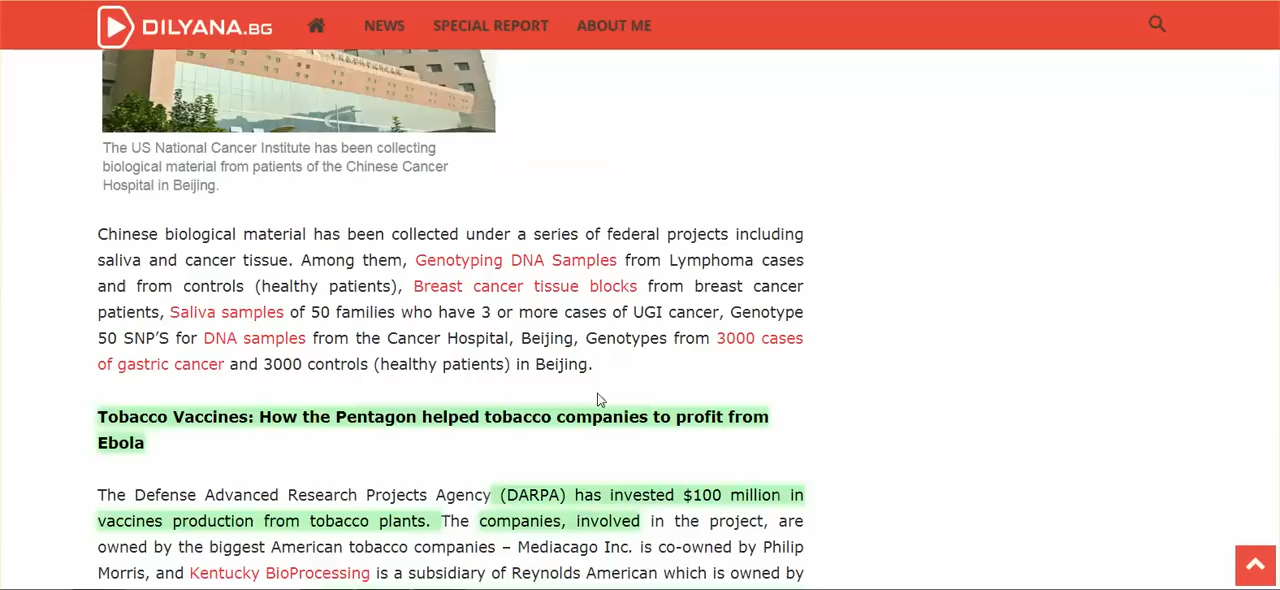 DILYANA.BG
NEWS
SPECIAL REPORT
ABOUT ME
The US National Cancer Institute has been collecting
biological material from patients of the Chinese Cancer
Hospital in Beijing.
Chinese biological material has been collected under a series of federal projects including
saliva and cancer tissue. Among them, Genotyping DNA Samples from Lymphoma cases
and from controls (healthy patients), Breast cancer tissue blocks from breast cancer
patients, Saliva samples of 50 families who have 3 or more cases of UGI cancer, Genotype
50 SNP’S for DNA samples from the Cancer Hospital, Beijing, Genotypes from 3000 cases
of gastric cancer and 3000 controls (healthy patients) in Beijing.
Tobacco Vaccines: How the Pentagon helped tobacco companies to profit from
Ebola
The Defense Advanced Research Projects Agency (DARPA) has invested $100 million in
vaccines production from tobacco plants. The companies, involved in the project, are
owned by the biggest American tobacco companies – Mediacago Inc. is co-owned by Philip
Morris, and Kentucky BioProcessing is a subsidiary of Reynolds American which is owned by